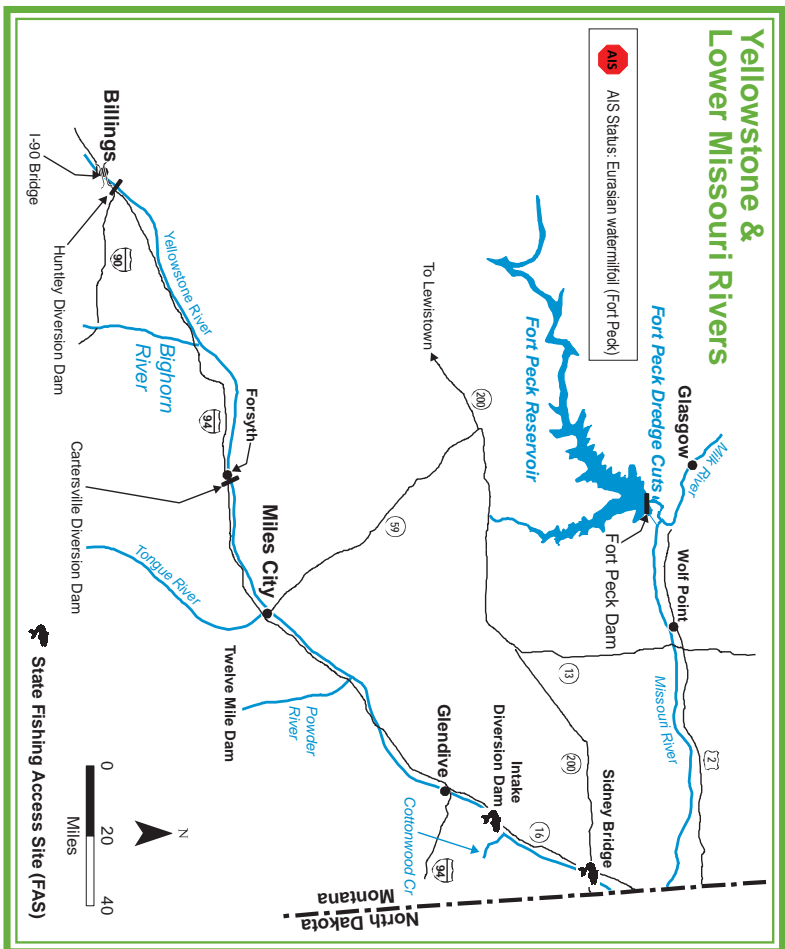 Yellowstone &
Lower Missouri Rivers
AIS
AIS Status: Eurasian watermilfoil (Fort Peck)
Glasgow
Milk River
Fort Peck Dredge Cuts
Fort Peck Reservoir
Fort Peck Dam
Wolf Point
Missouri River
2
13
200
Sidney Bridge
To Lewistown
200
59
16
Intake
Diversion Dam
Glendive
Cottonwood Cr
94
Montana
North Dakota
Billings
I-90 Bridge
90
Huntley Diversion Dam
Yellowstone River
Bighorn
River
94
Forsyth
Cartersville Diversion Dam
Miles City
Tongue River
Twelve Mile Dam
Powder
River
State Fishing Access Site (FAS)
0
20
40
Miles
N